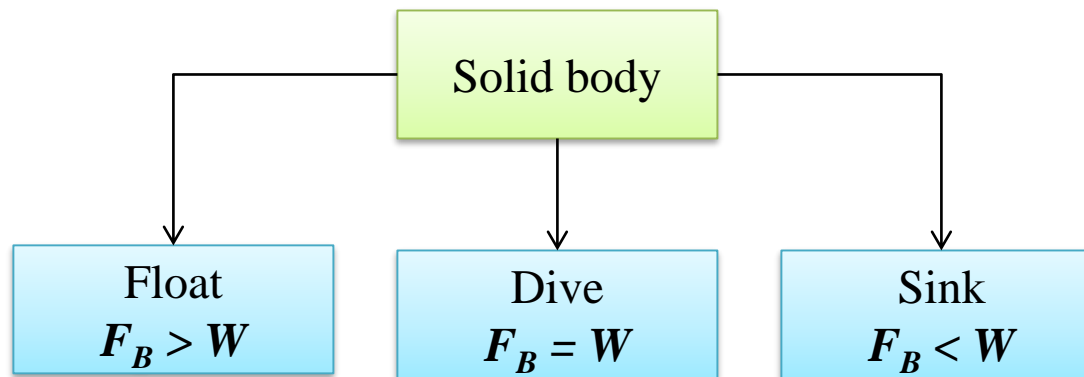 Solid body
Float
F_B > W
Dive
F_B = W
Sink
F_B < W